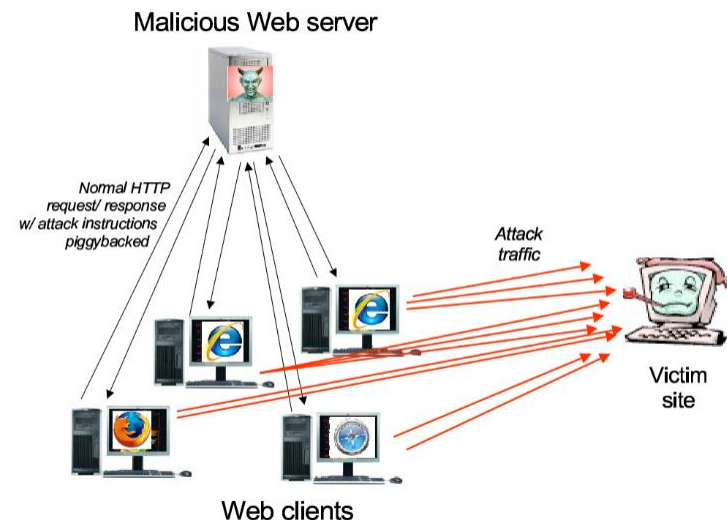 Malicious Web server
Normal HTTP
request/ response
w/ attack instructions
piggybacked
Attack
traffic
Victim
site
Web clients